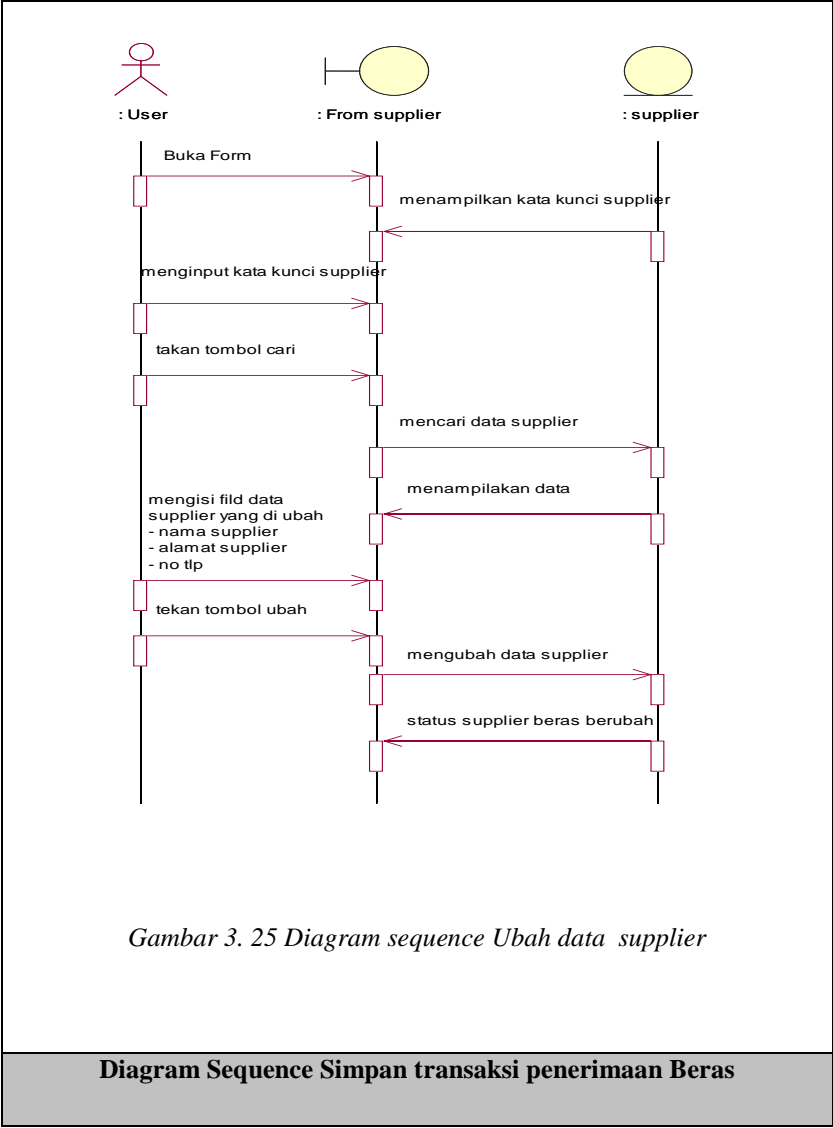 : User
: From supplier
: supplier
Buka Form
menampilkan kata kunci supplier
menginput kata kunci supplier
takan tombol cari
mencari data supplier
menampilakan data
mengisi fild data
supplier yang di ubah
- nama supplier
- alamat supplier
- no tlp
tekan tombol ubah
mengubah data supplier
status supplier beras berubah
Gambar 3. 25 Diagram sequence Ubah data  supplier
Diagram Sequence Simpan transaksi penerimaan Beras